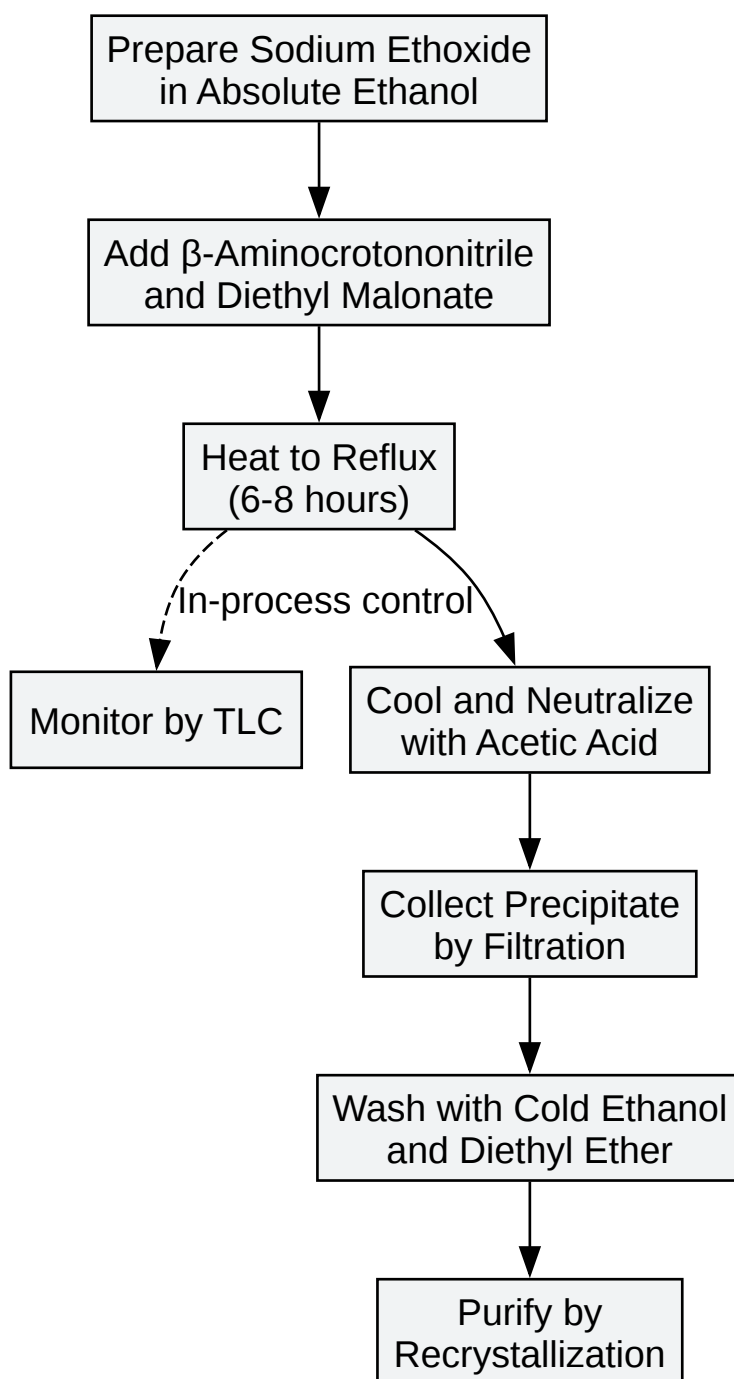 Prepare Sodium Ethoxide
in Absolute Ethanol
Add β-Aminocrotononitrile
and Diethyl Malonate
Heat to Reflux
(6-8 hours)
In-process control
Monitor by TLC
Cool and Neutralize
with Acetic Acid
Collect Precipitate
by Filtration
Wash with Cold Ethanol
and Diethyl Ether
Purify by
Recrystallization